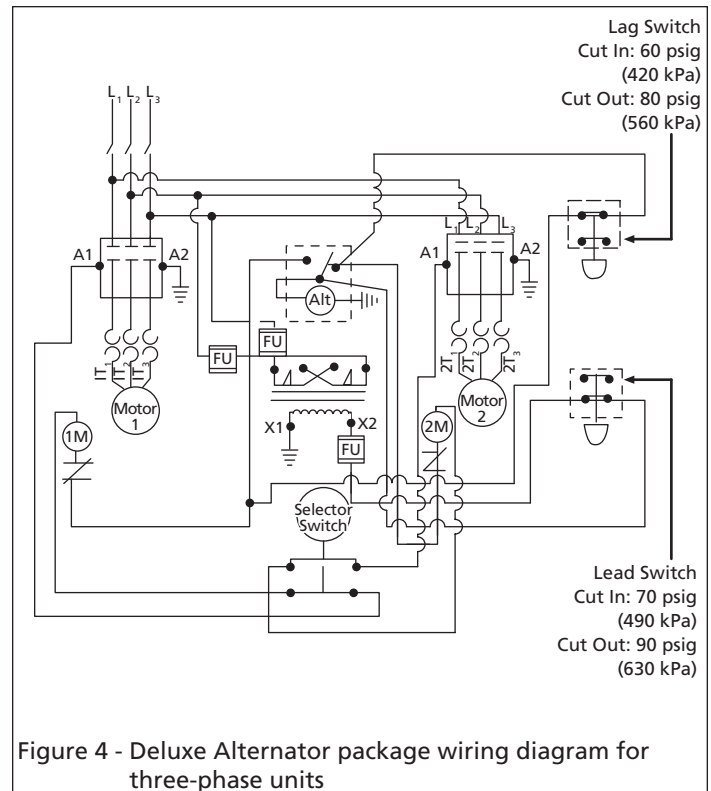 Lag Switch
Cut In: 60 psig
(420 kPa)
Cut Out: 80 psig
(560 kPa)
L1 L2 L3
L1 L2 L3
A1
A2
A1
A2
Alt
FU
FU
1T1
1T2
1T3
2T1
2T2
2T3
Motor
1
Motor
2
1M
2M
X1
X2
FU
Selector
Switch
Lead Switch
Cut In: 70 psig
(490 kPa)
Cut Out: 90 psig
(630 kPa)
Figure 4 - Deluxe Alternator package wiring diagram for
three-phase units